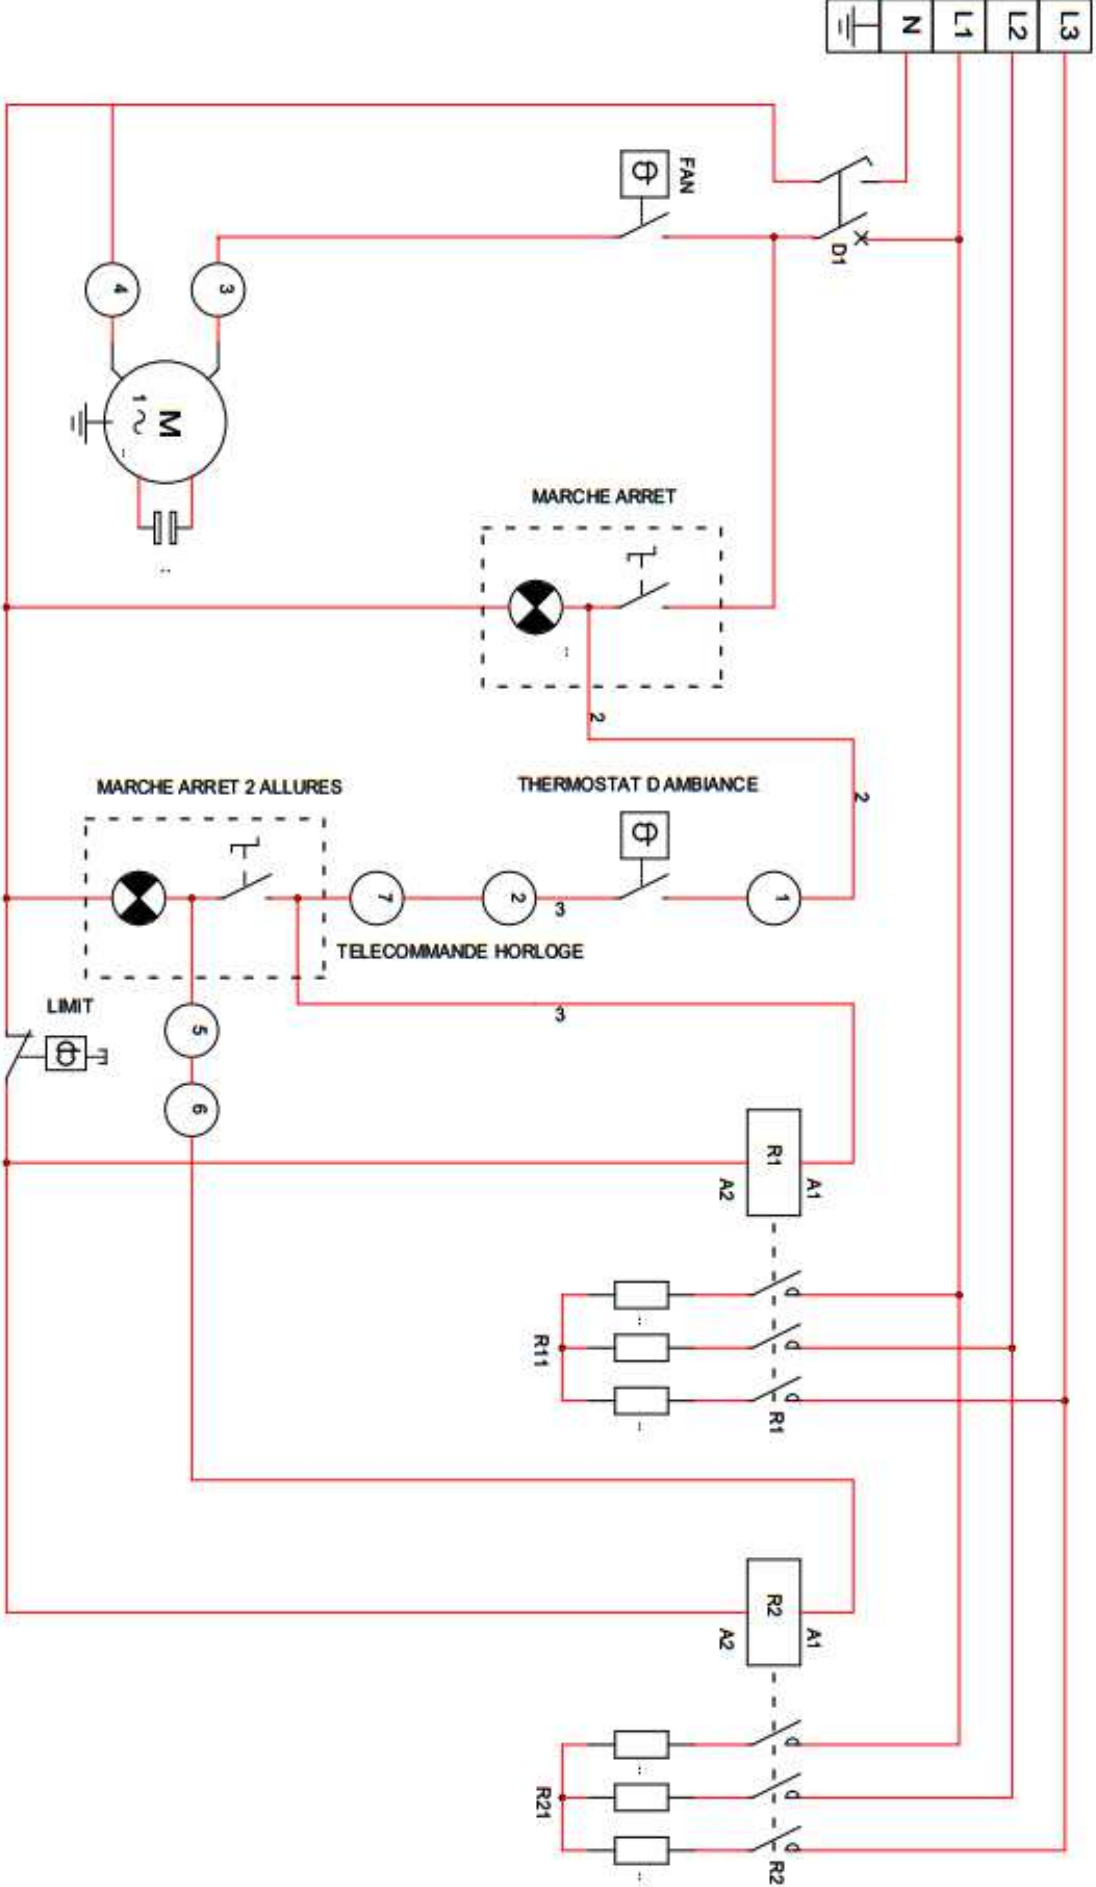 L3
L2
L1
N
D1
FAN
3
4
M
1
MARCHE ARRET
2
2
THERMOSTAT D AMBIANCE
1
3
2
7
TELECOMMANDE HORLOGE
MARCHE ARRET 2 ALLURES
LIMIT
5
6
3
R1
A1
A2
R1
R11
R2
A1
A2
R2
R21